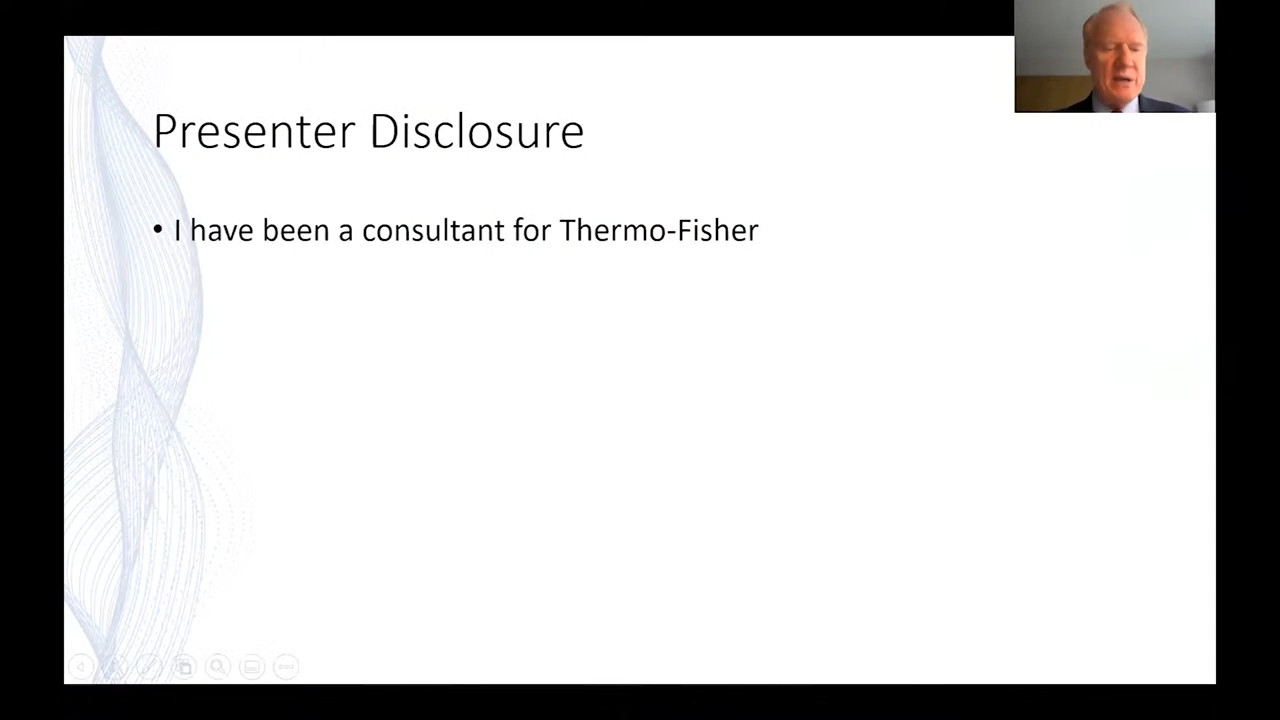 Presenter Disclosure
• I have been a consultant for Thermo-Fisher